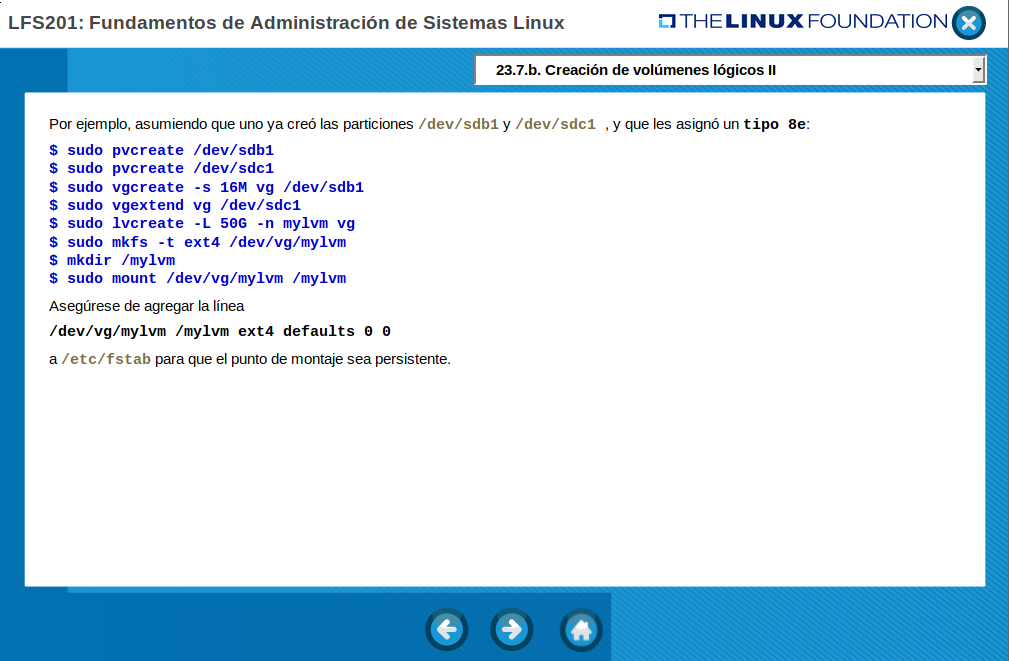 LFS201: Fundamentos de Administración de Sistemas Linux
THE LINUX FOUNDATION
23.7.b. Creación de volúmenes lógicos II
Por ejemplo, asumiendo que uno ya creó las particiones /dev/sdb1 y /dev/sdc1 , y que les asignó un tipo 8e:
$ sudo pvcreate /dev/sdb1
$ sudo pvcreate /dev/sdc1
$ sudo vgcreate -s 16M vg /dev/sdb1
$ sudo vgextend vg /dev/sdc1
$ sudo lvcreate -L 50G -n mylvm vg
$ sudo mkfs -t ext4 /dev/vg/mylvm
$ mkdir /mylvm
$ sudo mount /dev/vg/mylvm /mylvm
Asegúrese de agregar la línea
/dev/vg/mylvm /mylvm ext4 defaults 0 0
a /etc/fstab para que el punto de montaje sea persistente.